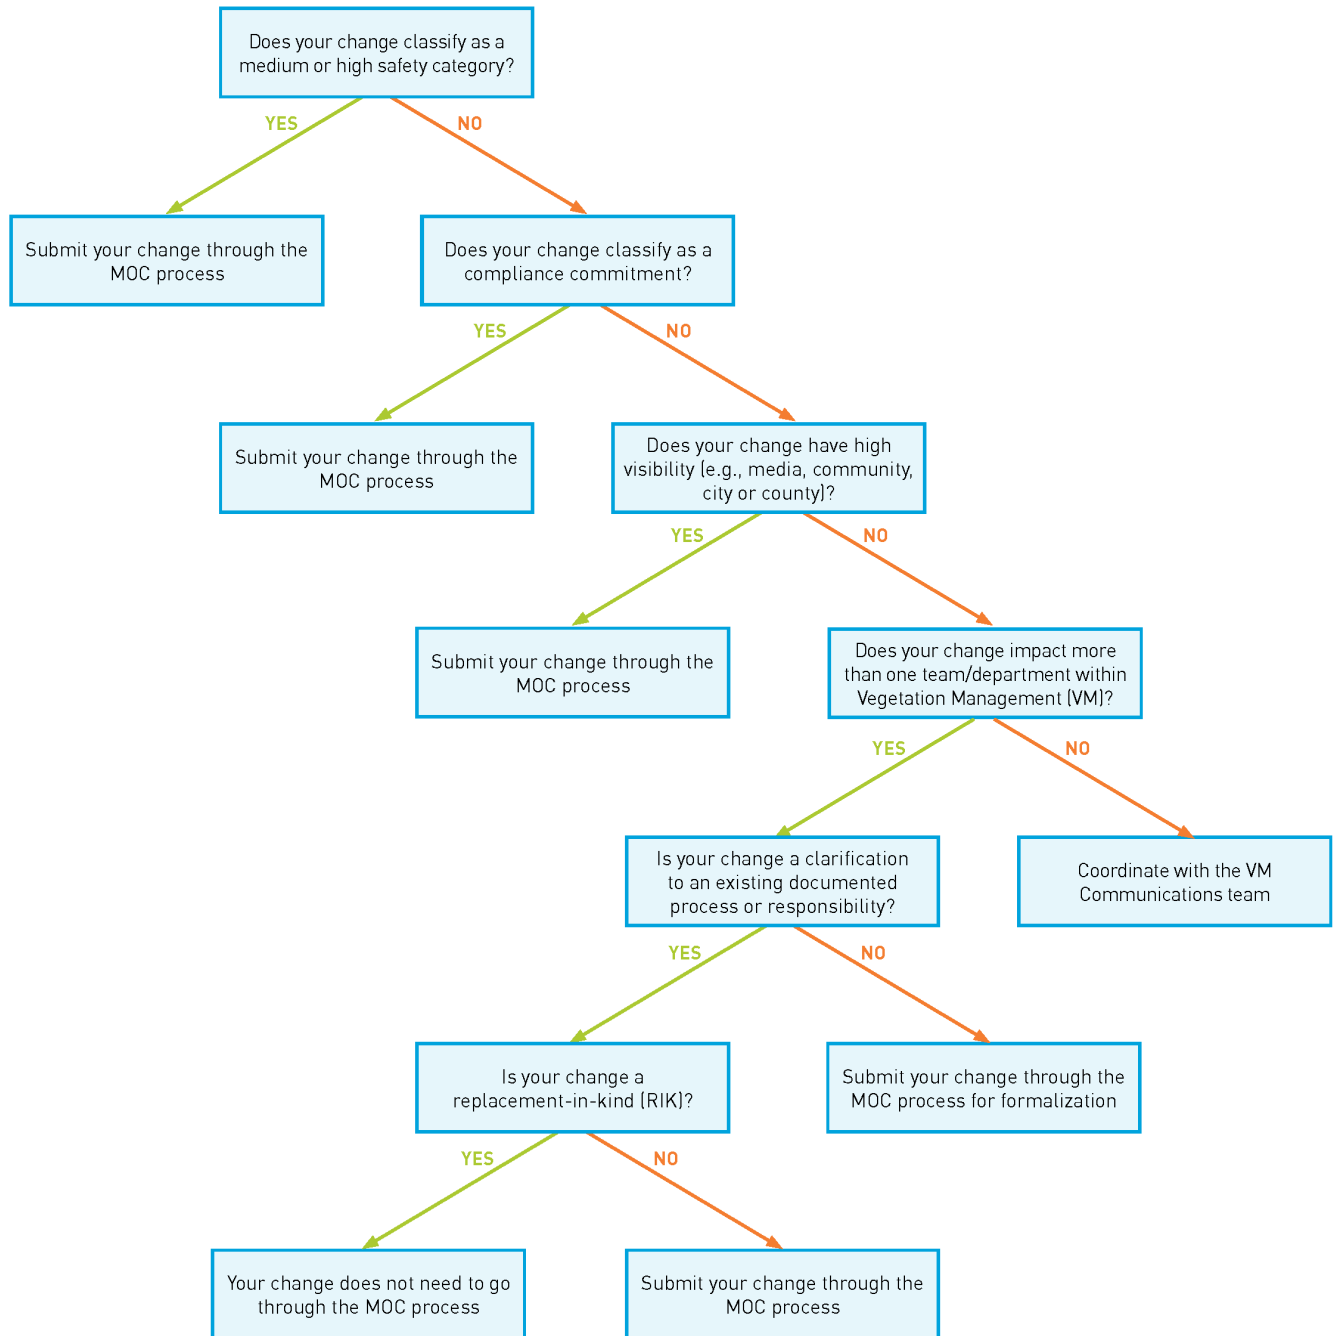 Does your change classify as a
medium or high safety category?
YES
NO
Submit your change through the
MOC process
Does your change classify as a
compliance commitment?
YES
NO
Submit your change through the
MOC process
Does your change have high
visibility (e.g., media, community,
city or county)?
YES
NO
Submit your change through the
MOC process
Does your change impact more
than one team/department within
Vegetation Management (VM)?
YES
NO
Is your change a clarification
to an existing documented
process or responsibility?
Coordinate with the VM
Communications team
YES
NO
Is your change a
replacement-in-kind (RIK)?
Submit your change through the
MOC process for formalization
YES
NO
Your change does not need to go
through the MOC process
Submit your change through the
MOC process